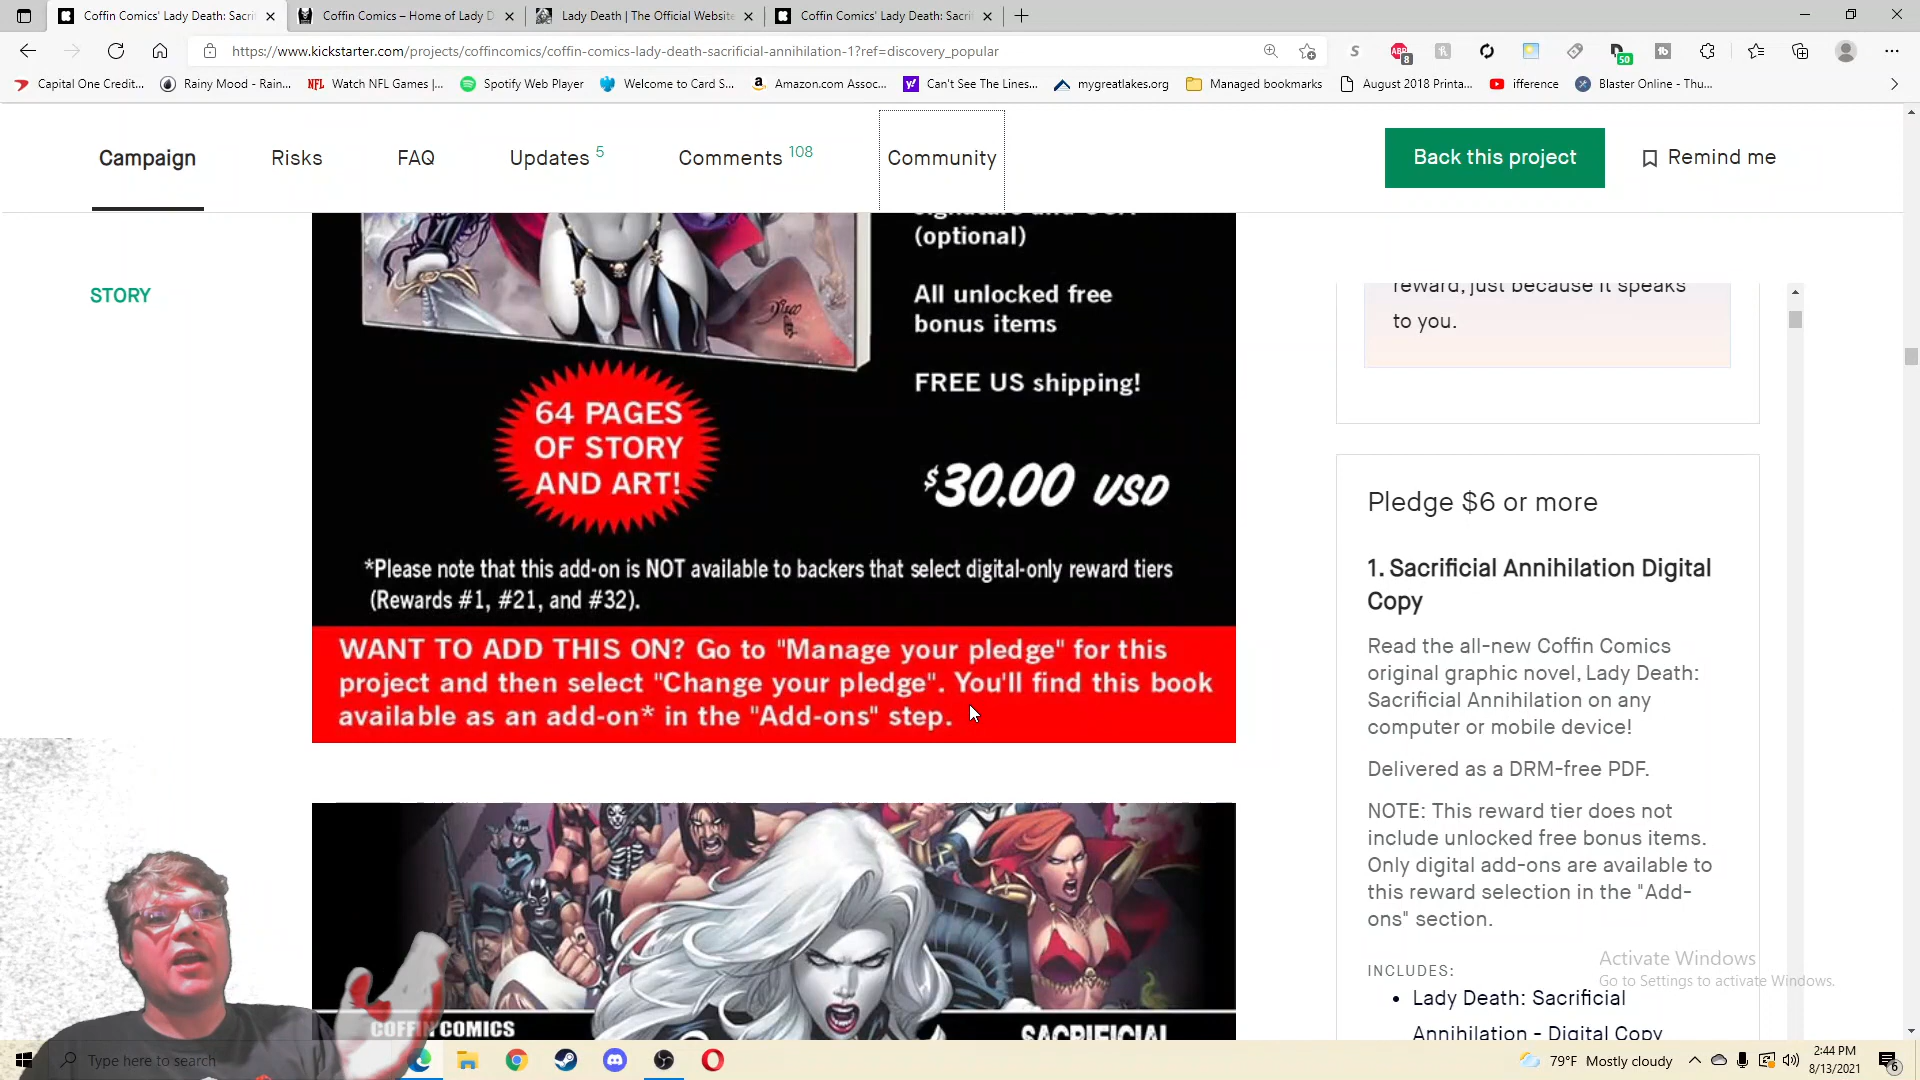 Coffin Comics' Lady Death: Sacri
Coffin Comics – Home of Lady D
Lady Death | The Official Website
Coffin Comics' Lady Death: Sacri
https://www.kickstarter.com/projects/coffincomics/coffin-comics-lady-death-sacrificial-annihilation-1?ref=discovery_popular
ABP
8
50
Capital One Credit...
Rainy Mood - Rain...
NFL
Watch NFL Games |...
Spotify Web Player
Welcome to Card S...
Amazon.com Assoc...
Can't See The Lines...
mygreatlakes.org
Managed bookmarks
August 2018 Printa...
ifference
Blaster Online - Thu...
Campaign
Risks
FAQ
Updates 5
Comments 108
Community
Back this project
Remind me
STORY
(optional)
All unlocked free
bonus items
FREE US shipping!
$30.00 USD
64 PAGES
OF STORY
AND ART!
*Please note that this add-on is NOT available to backers that select digital-only reward tiers
(Rewards #1, #21, and #32).
WANT TO ADD THIS ON? Go to "Manage your pledge" for this
project and then select "Change your pledge". You'll find this book
available as an add-on* in the "Add-ons" step.
COFFIN COMICS
SACRIFICIAL
reward, just because it speaks
to you.
Pledge $6 or more
1. Sacrificial Annihilation Digital
Copy
Read the all-new Coffin Comics
original graphic novel, Lady Death:
Sacrificial Annihilation on any
computer or mobile device!
Delivered as a DRM-free PDF.
NOTE: This reward tier does not
include unlocked free bonus items.
Only digital add-ons are available to
this reward selection in the "Add-
ons" section.
INCLUDES:
• Lady Death: Sacrificial
Annihilation - Digital Copy
Activate Windows
Go to Settings to activate Windows.
Type here to search
79°F Mostly cloudy
2:44 PM
8/13/2021
6